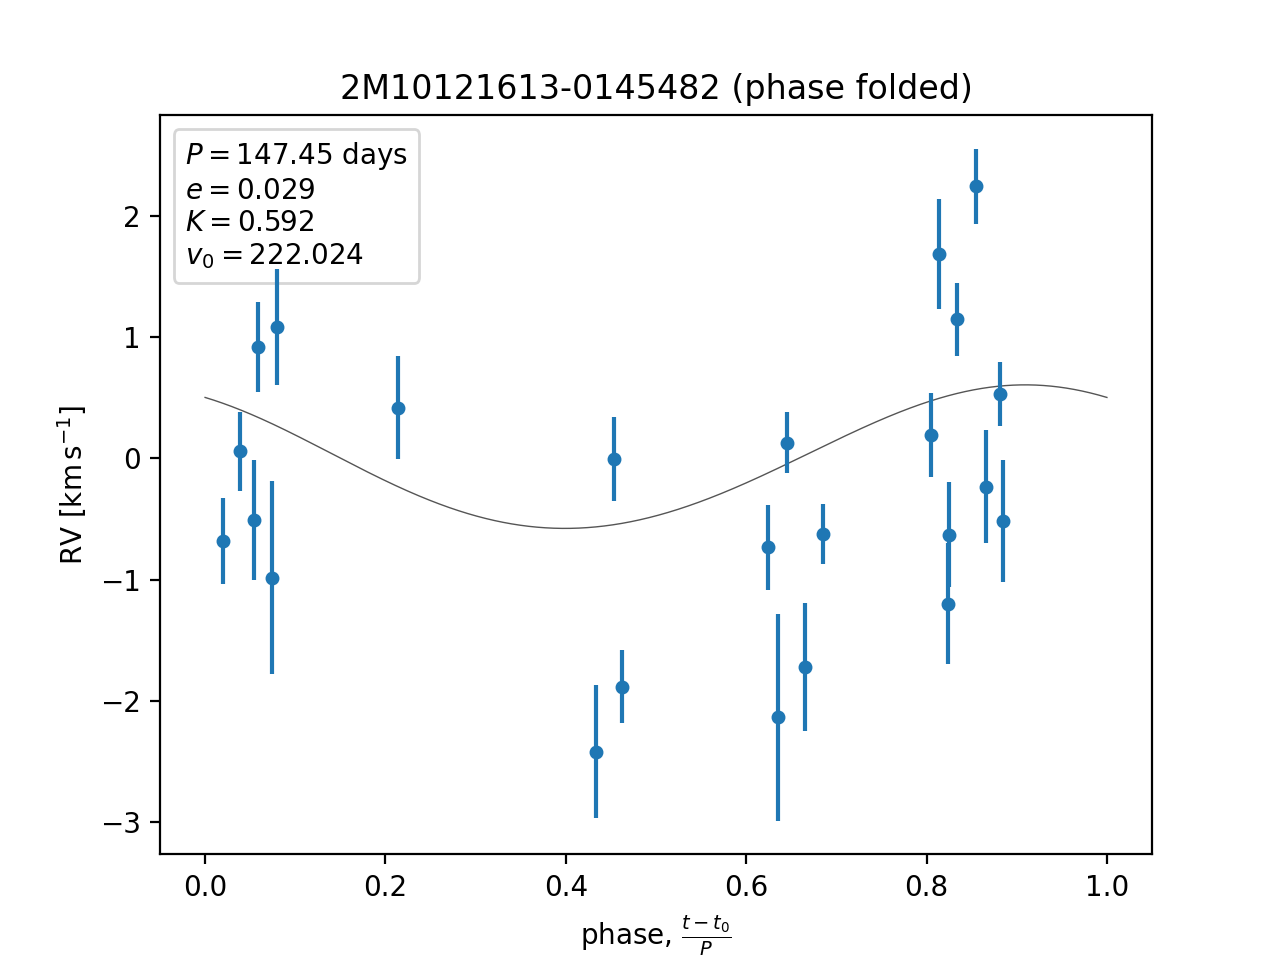 2M10121613-0145482 (phase folded)
P = 147.45 days
e = 0.029
K = 0.592
v₀ = 222.024
2
1
0
−1
−2
−3
RV [km s⁻¹]
0.0 0.2 0.4 0.6 0.8 1.0
phase, (t − t₀)/P